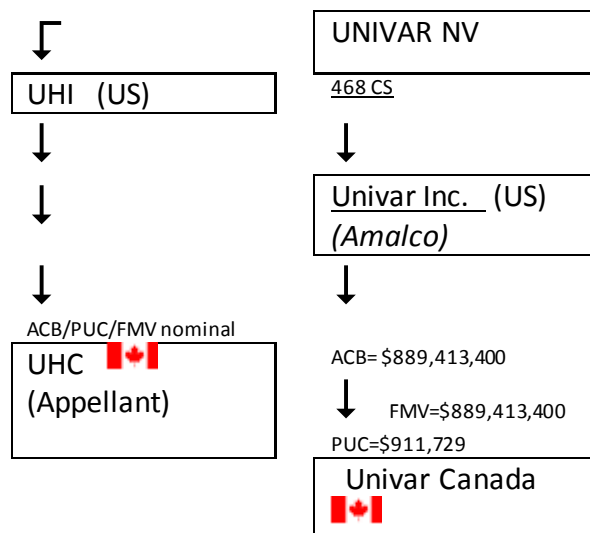 UHI (US)
ACB/PUC/FMV nominal
UHC
(Appellant)
UNIVAR NV
468 CS
Univar Inc. (US)
(Amalco)
ACB= $889,413,400
FMV=$889,413,400
PUC=$911,729
Univar Canada